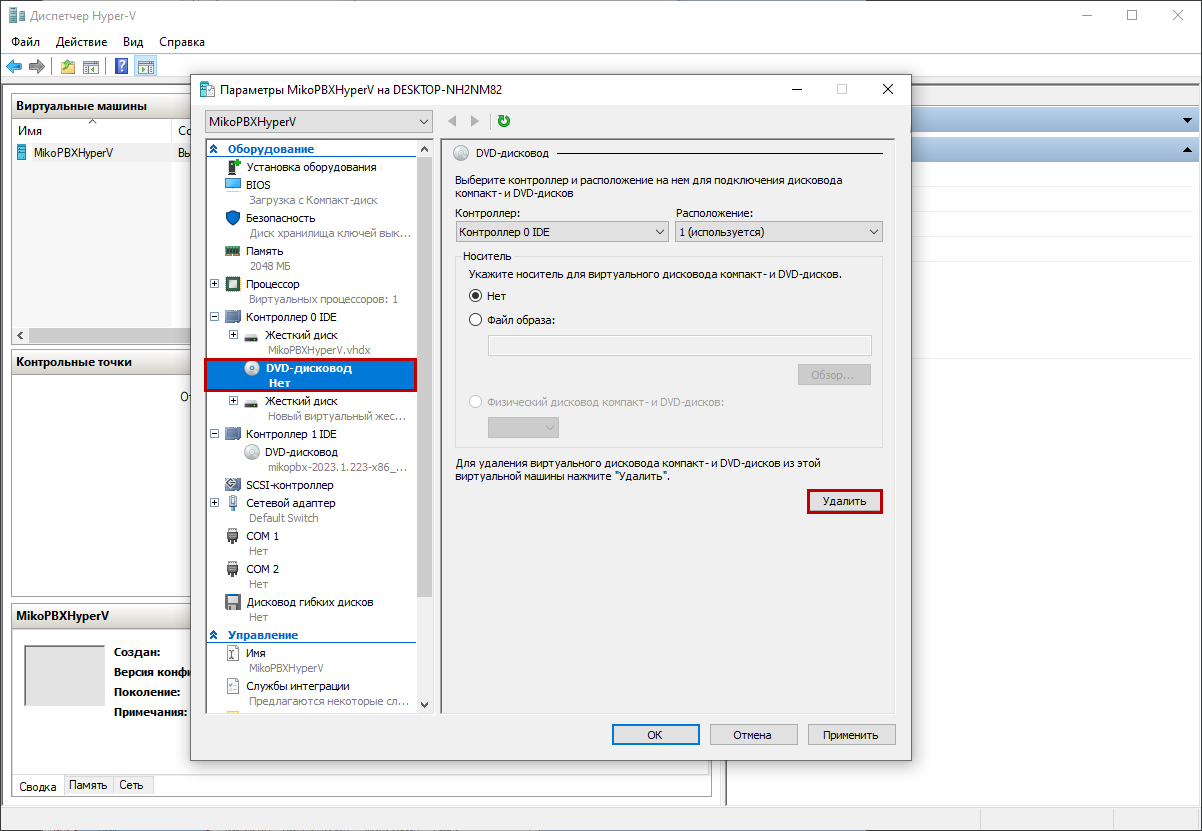 Диспетчер Hyper-V
Файл Действие Вид Справка
Виртуальные машины
Имя
MikoPBXHyperV
Контрольные точки
MikoPBXHyperV
Создан:
Поколение:
Примечания:
Сводка Память Сеть
Параметры MikoPBXHyperV на DESKTOP-NH2NM82
MikoPBXHyperV
Оборудование
Установка оборудования
BIOS
Загрузка с Компакт-диск
Безопасность
Диск хранилища ключей вык...
Память
2048 МБ
Процессор
Виртуальных процессоров: 1
Контроллер 0 IDE
Жесткий диск
MikoPBXHyperV.vhdx
DVD-дисковод
Нет
Жесткий диск
Новый виртуальный жес...
Контроллер 1 IDE
DVD-дисковод
mikopbx-2023.1.223-x86_...
SCSI-контроллер
Сетевой адаптер
Default Switch
COM 1
Нет
COM 2
Нет
Дисковод гибких дисков
Нет
Управление
Имя
MikoPBXHyperV
Службы интеграции
Предлагаются некоторые сл...
DVD-дисковод
Выберите контроллер и расположение на нем для подключения дисковода
компакт- и DVD-дисков
Контроллер: Расположение:
Контроллер 0 IDE 1 (используется)
Носитель
Укажите носитель для виртуального дисковода компакт- и DVD-дисков.
Нет
Файл образа:
Обзор...
Физический дисковод компакт- и DVD-дисков:
Для удаления виртуального дисковода компакт- и DVD-дисков из этой
виртуальной машины нажмите "Удалить".
Удалить
ОК Отмена Применить